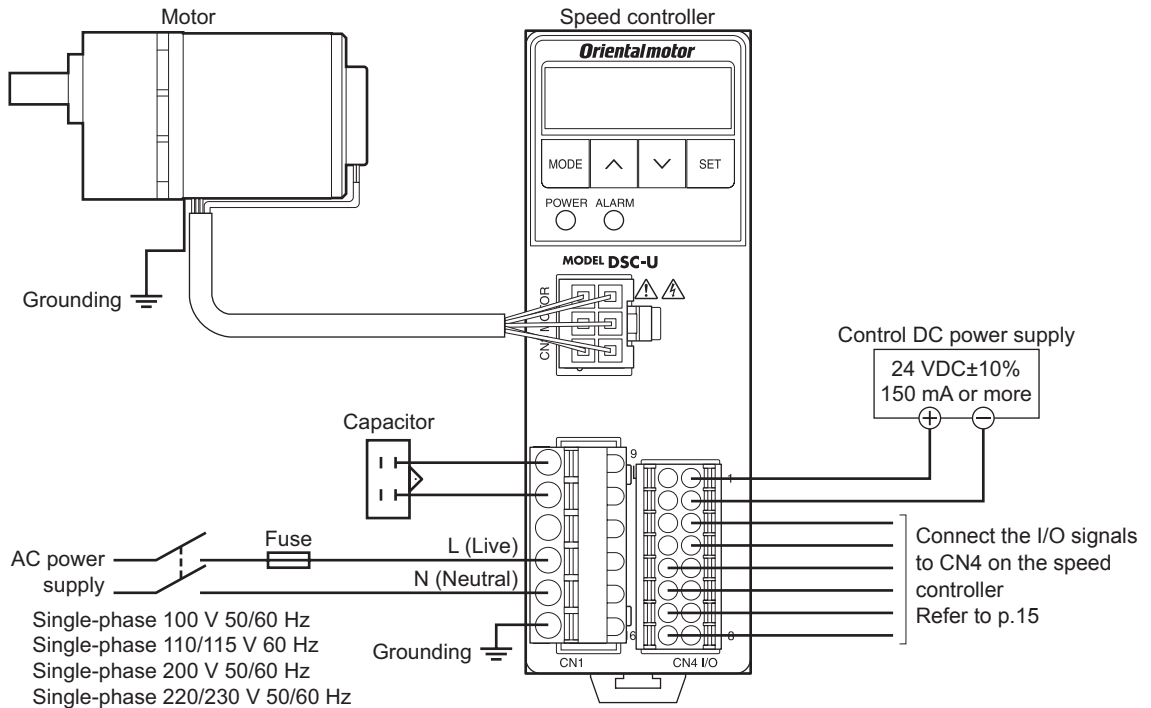 Motor
Speed controller
Orientalmotor
MODE
SET
POWER
ALARM
MODEL DSC-U
Grounding
MOTOR
Control DC power supply
24 VDC±10%
150 mA or more
Capacitor
9
1
Connect the I/O signals
to CN4 on the speed
controller
Refer to p.15
AC power
supply
Fuse
L (Live)
N (Neutral)
Single-phase 100 V 50/60 Hz
Single-phase 110/115 V 60 Hz
Single-phase 200 V 50/60 Hz
Single-phase 220/230 V 50/60 Hz
Grounding
6
8
CN1
CN4 I/O